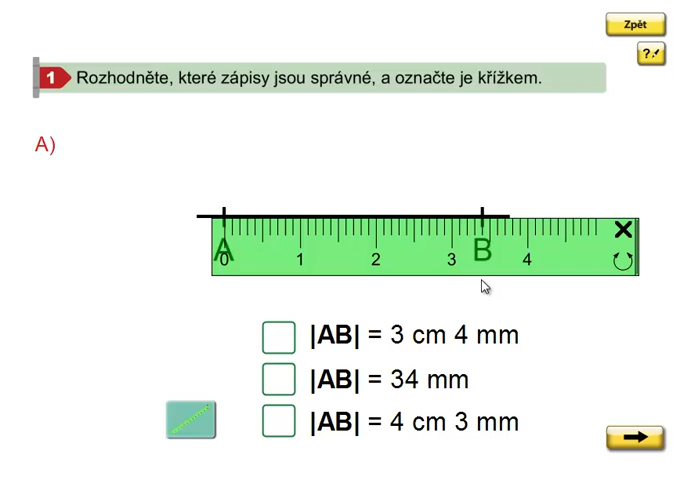 Zpět
?
1 Rozhodněte, které zápisy jsou správné, a označte je křížkem.
A)
A B
0 1 2 3 4
|AB| = 3 cm 4 mm
|AB| = 34 mm
|AB| = 4 cm 3 mm